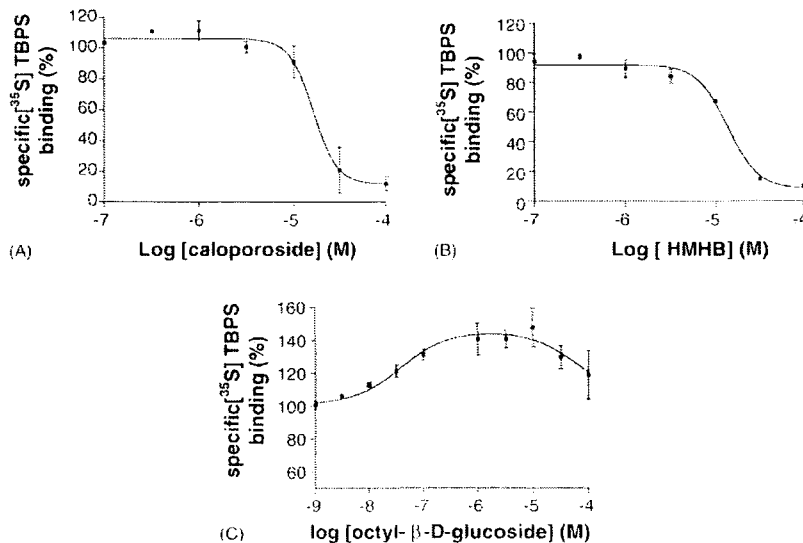 120
100
80
60
40
20
0
-7
-6
-5
-4
specific[³⁵S] TBPS
binding (%)
Log [caloporoside] (M)
(A)
120
100
80
60
40
20
0
-7
-6
-5
-4
specific[³⁵S] TBPS
binding (%)
Log [ HMHB] (M)
(B)
160
140
120
100
80
60
-9
-8
-7
-6
-5
-4
specific[³⁵S] TBPS
binding (%)
log [octyl- β-D-glucoside] (M)
(C)